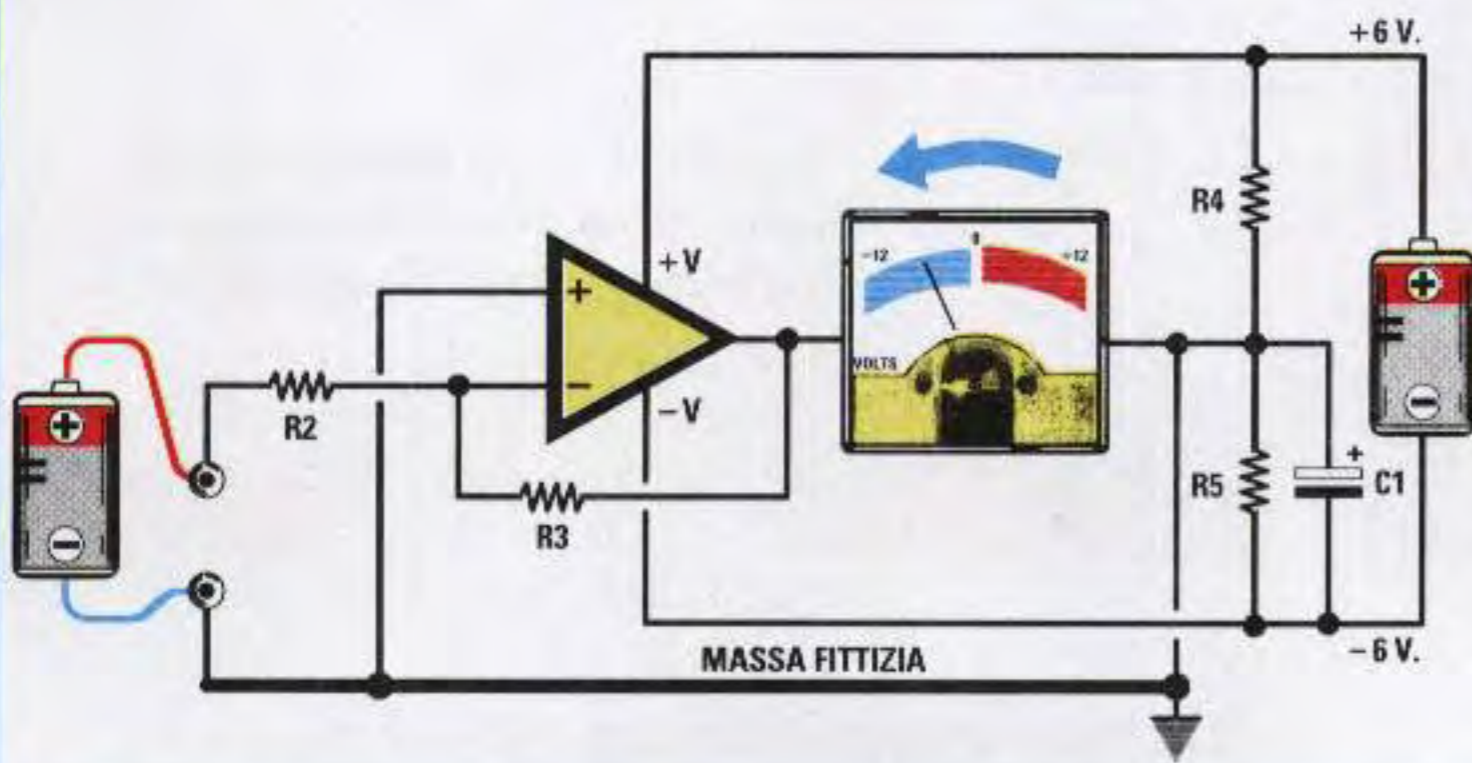 +6 V.
R4
-12
0
+12
+V
+
+
VOLTS
+
R2
-
-V
-
+
R5
C1
R3
-
MASSA FITTIZIA
-6 V.